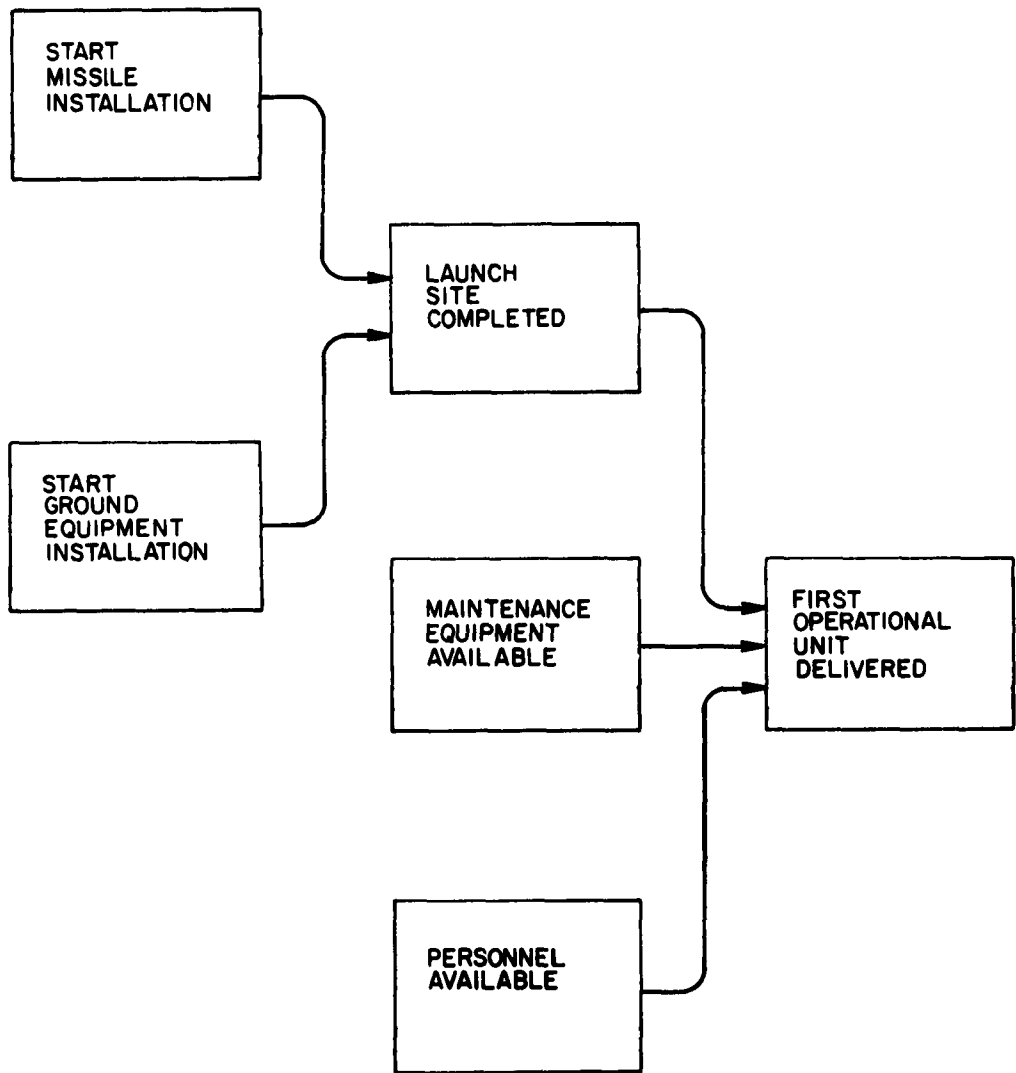 START
MISSILE
INSTALLATION
LAUNCH
SITE
COMPLETED
START
GROUND
EQUIPMENT
INSTALLATION
MAINTENANCE
EQUIPMENT
AVAILABLE
FIRST
OPERATIONAL
UNIT
DELIVERED
PERSONNEL
AVAILABLE